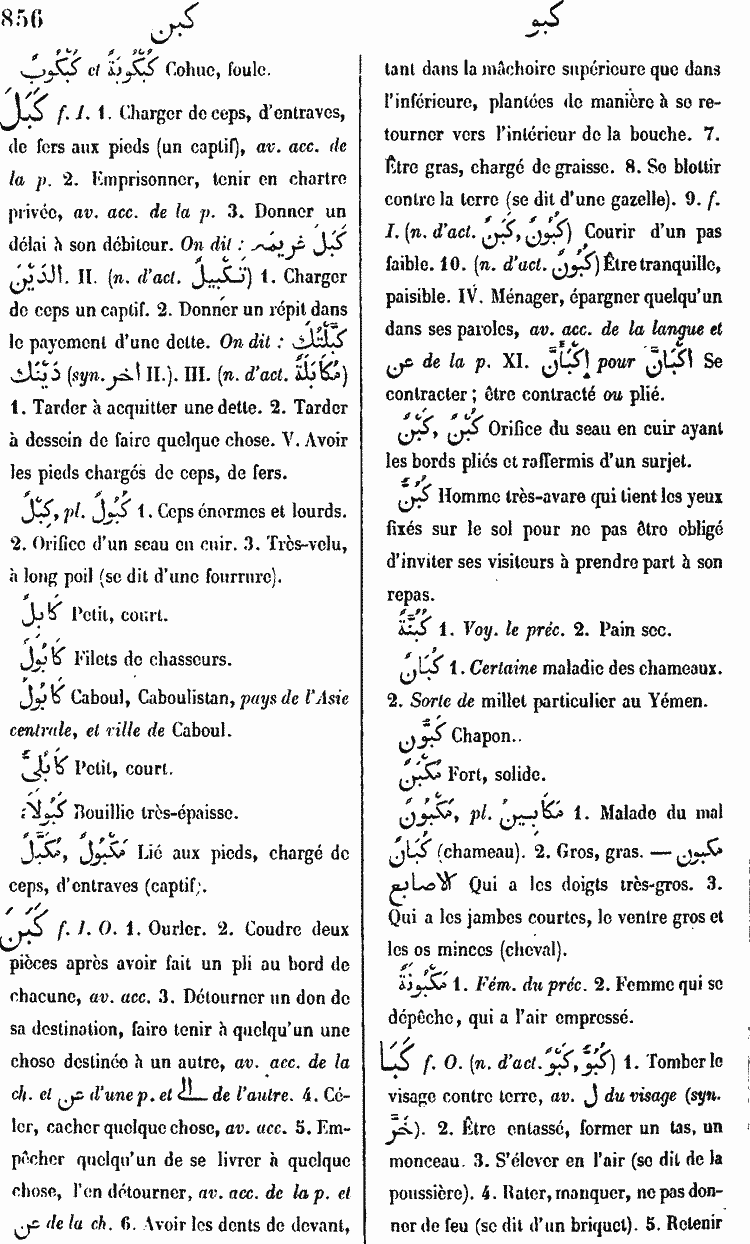 856
كبن
كبو
كُبْكُوبٌ et كُبْكُوبَةٌ Cohue, foule.
كَبَلَ f. I. 1. Charger de ceps, d'entraves,
de fers aux pieds (un captif), av. acc. de
la p. 2. Emprisonner, tenir en chartre
privée, av. acc. de la p. 3. Donner un
délai à son débiteur. On dit : كَبَلَ غريمه
الدَّيْنَ. II. (n. d'act. تَكْبِيلٌ) 1. Charger
de ceps un captif. 2. Donner un répit dans
le payement d'une dette. On dit : كَبَّلْتُكَ
دَيْنَكَ (syn. أخر II.). III. (n. d'act. مُكَابَلَةٌ)
1. Tarder à acquitter une dette. 2. Tarder
à dessein de faire quelque chose. V. Avoir
les pieds chargés de ceps, de fers.
كَبْلٌ, pl. كُبُولٌ 1. Ceps énormes et lourds.
2. Orifice d'un seau en cuir. 3. Très-velu,
à long poil (se dit d'une fourrure).
كَابِلٌ Petit, court.
كَابُولٌ Filets de chasseurs.
كَابُولُ Caboul, Caboulistan, pays de l'Asie
centrale, et ville de Caboul.
كَابُلِيٌّ Petit, court.
كَبُولَاءُ Bouillie très-épaisse.
مَكْبُولٌ, مُكَبَّلٌ Lié aux pieds, chargé de
ceps, d'entraves (captif).
كَبَنَ f. I. O. 1. Ourler. 2. Coudre deux
pièces après avoir fait un pli au bord de
chacune, av. acc. 3. Détourner un don de
sa destination, faire tenir à quelqu'un une
chose destinée à un autre, av. acc. de la
ch. et عن d'une p. et إلى de l'autre. 4. Cé-
ler, cacher quelque chose, av. acc. 5. Em-
pêcher quelqu'un de se livrer à quelque
chose, l'en détourner, av. acc. de la p. et
عن de la ch. 6. Avoir les dents de devant,
tant dans la mâchoire supérieure que dans
l'inférieure, plantées de manière à se re-
tourner vers l'intérieur de la bouche. 7.
Être gras, chargé de graisse. 8. Se blottir
contre la terre (se dit d'une gazelle). 9. f.
I. (n. d'act. كَبْنٌ, كُبُونٌ) Courir d'un pas
faible. 10. (n. d'act. كُبُونٌ) Être tranquille,
paisible. IV. Ménager, épargner quelqu'un
dans ses paroles, av. acc. de la langue et
عن de la p. XI. إِكْبَانَّ pour اكْبَأَنَّ Se
contracter ; être contracté ou plié.
كَبْنٌ, كَبَنٌ Orifice du seau en cuir ayant
les bords pliés et raffermis d'un surjet.
كُبُنٌّ Homme très-avare qui tient les yeux
fixés sur le sol pour ne pas être obligé
d'inviter ses visiteurs à prendre part à son
repas.
كُبُنَّةٌ 1. Voy. le préc. 2. Pain sec.
كُبَانٌ 1. Certaine maladie des chameaux.
2. Sorte de millet particulier au Yémen.
كَبُّون Chapon..
مُكْبَنٌ Fort, solide.
مَكْبُونٌ, pl. مَكَابِينُ 1. Malade du mal
كُبَانٌ (chameau). 2. Gros, gras. — مكبون
الاصابع Qui a les doigts très-gros. 3.
Qui a les jambes courtes, le ventre gros et
les os minces (cheval).
مَكْبُونَةٌ 1. Fém. du préc. 2. Femme qui se
dépêche, qui a l'air empressé.
كَبَا f. O. (n. d'act. كَبْوٌ, كُبُوٌّ) 1. Tomber le
visage contre terre, av. ل du visage (syn.
خَرَّ). 2. Être entassé, former un tas, un
monceau. 3. S'élever en l'air (se dit de la
poussière). 4. Rater, manquer, ne pas don-
ner de feu (se dit d'un briquet). 5. Retenir